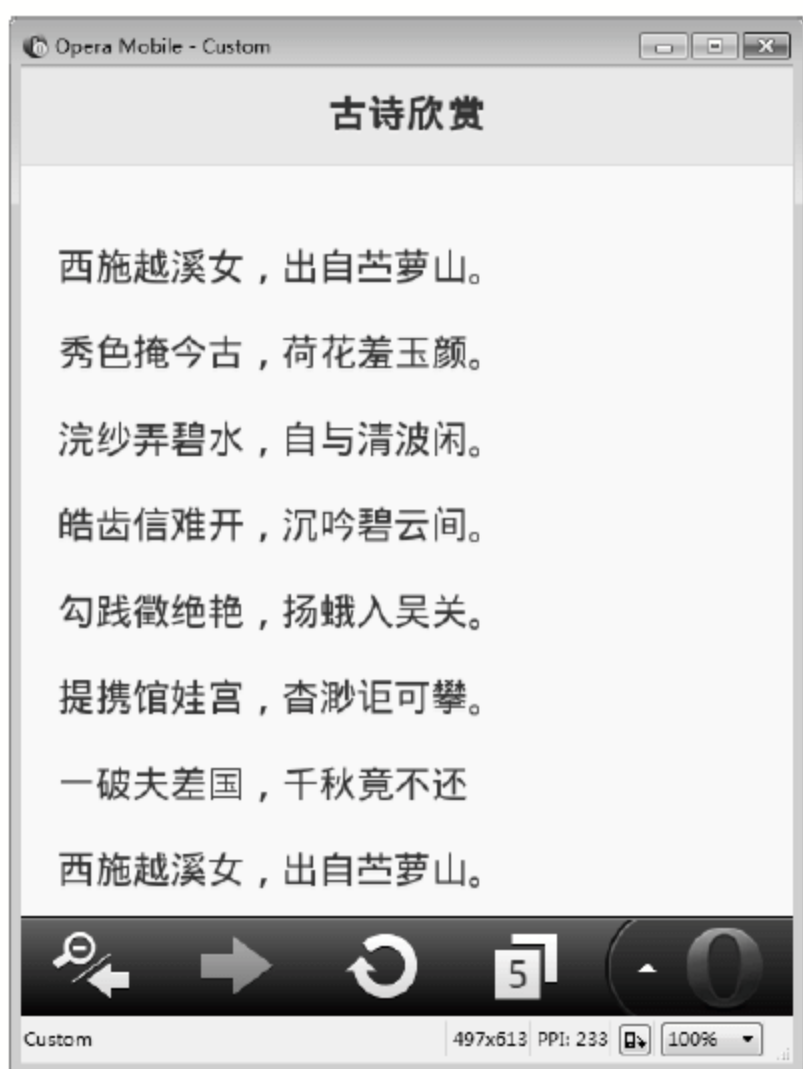 Opera Mobile - Custom
古诗欣赏
西施越溪女，出自苎萝山。
秀色掩今古，荷花羞玉颜。
浣纱弄碧水，自与清波闲。
皓齿信难开，沉吟碧云间。
勾践徵绝艳，扬蛾入吴关。
提携馆娃宫，杳渺讵可攀。
一破夫差国，千秋竟不还
西施越溪女，出自苎萝山。
5
Custom 497x613 PPI: 233 100%